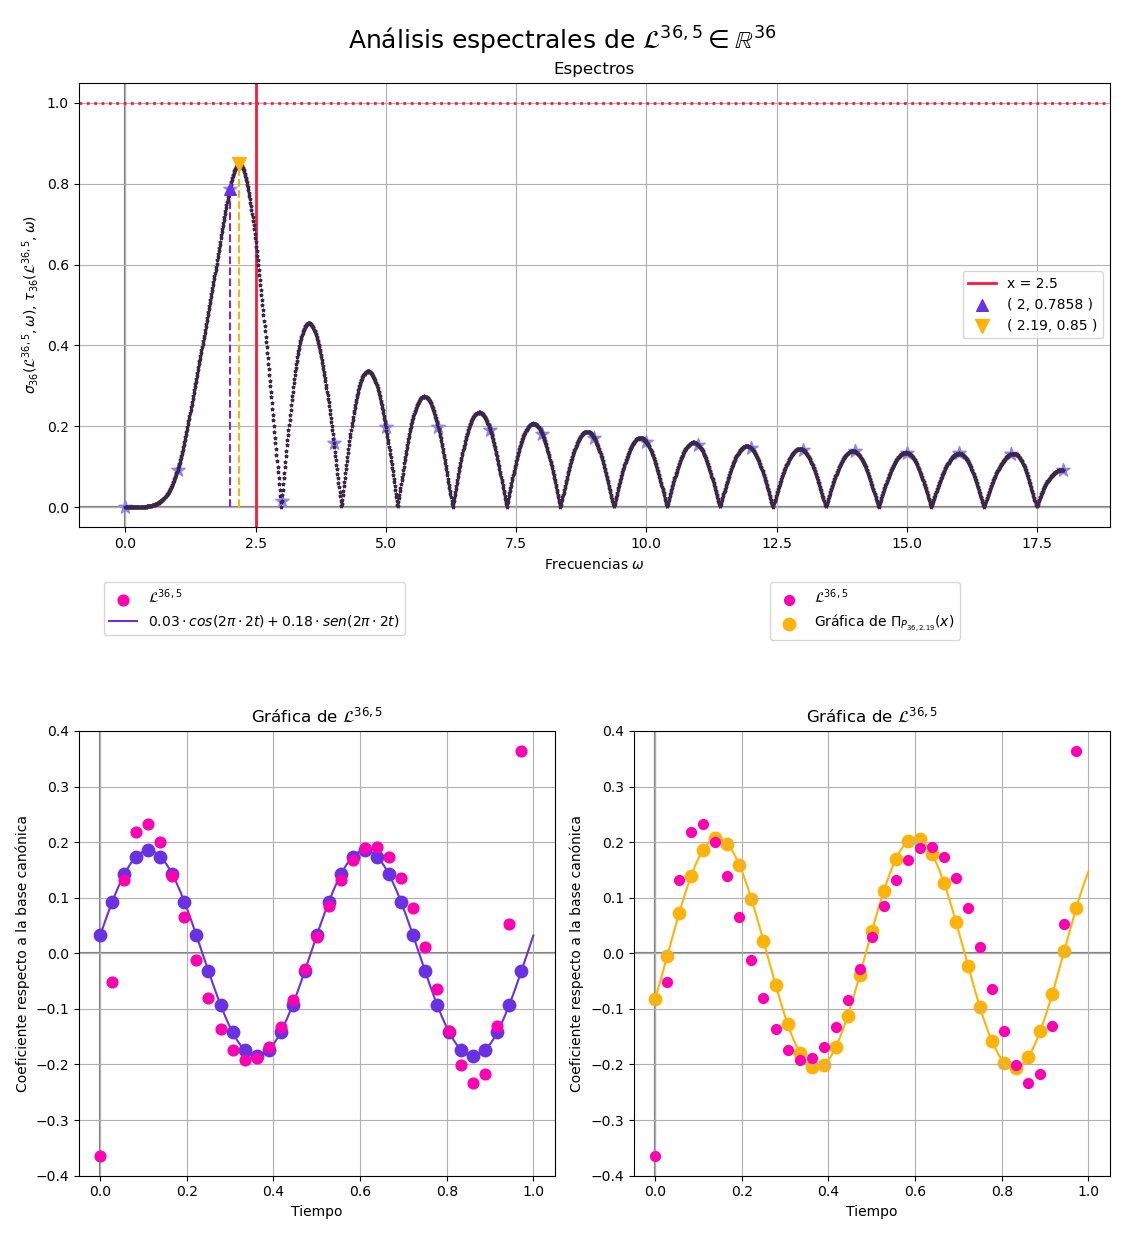 Análisis espectrales de 𝓛^{36,5} ∈ ℝ^{36}
Espectros
σ_{36}(𝓛^{36,5}, ω), τ_{36}(𝓛^{36,5}, ω)
1.0
0.8
0.6
0.4
0.2
0.0
x = 2.5
( 2, 0.7858 )
( 2.19, 0.85 )
0.0 2.5 5.0 7.5 10.0 12.5 15.0 17.5
Frecuencias ω
𝓛^{36,5}
0.03 · cos(2π · 2t) + 0.18 · sen(2π · 2t)
𝓛^{36,5}
Gráfica de Π_{P_{36,2.19}}(x)
Gráfica de 𝓛^{36,5}
Coeficiente respecto a la base canónica
0.4
0.3
0.2
0.1
0.0
−0.1
−0.2
−0.3
−0.4
0.0 0.2 0.4 0.6 0.8 1.0
Tiempo
Gráfica de 𝓛^{36,5}
Coeficiente respecto a la base canónica
0.4
0.3
0.2
0.1
0.0
−0.1
−0.2
−0.3
−0.4
0.0 0.2 0.4 0.6 0.8 1.0
Tiempo